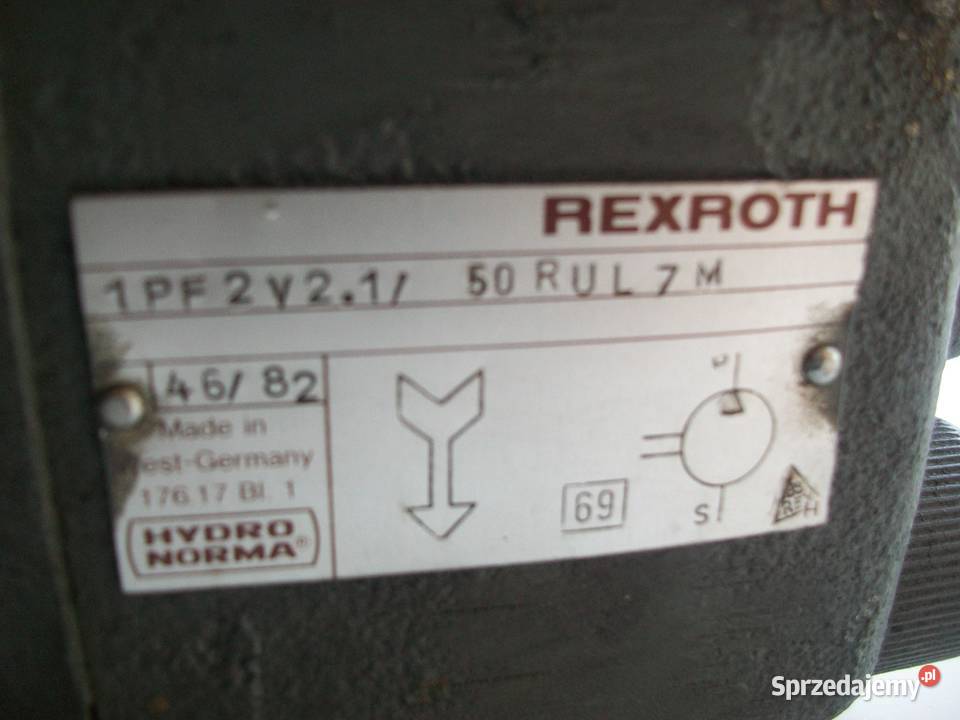 REXROTH
1PF2V2.1/ 50RUL7M
46/82
Made in
West-Germany
176.17 Bl. 1
HYDRO
NORMA®
69
S
Sprzedajemy.pl